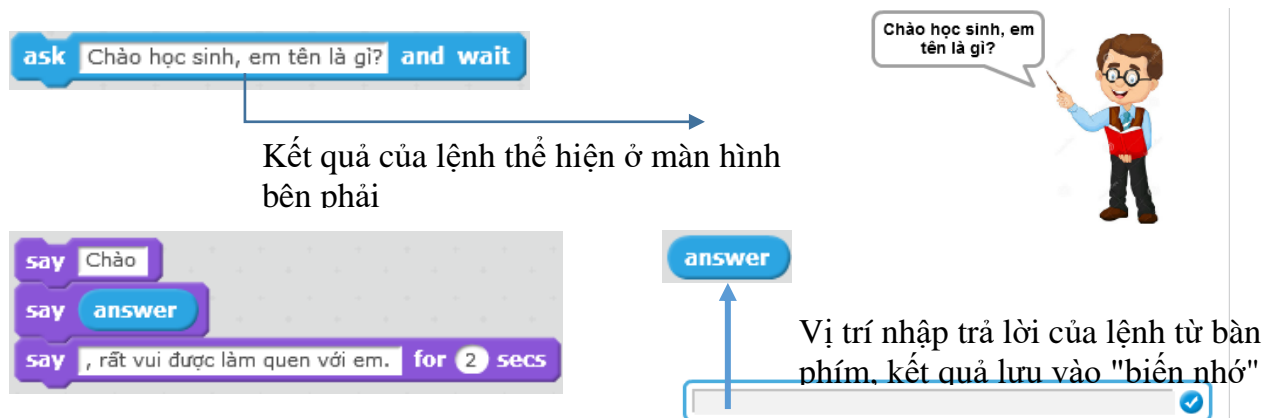 ask Chào học sinh, em tên là gì? and wait
Chào học sinh, em
tên là gì?
Kết quả của lệnh thể hiện ở màn hình
bên phải
say Chào
say answer
say , rất vui được làm quen với em. for 2 secs
answer
Vị trí nhập trả lời của lệnh từ bàn
phím, kết quả lưu vào "biến nhớ"